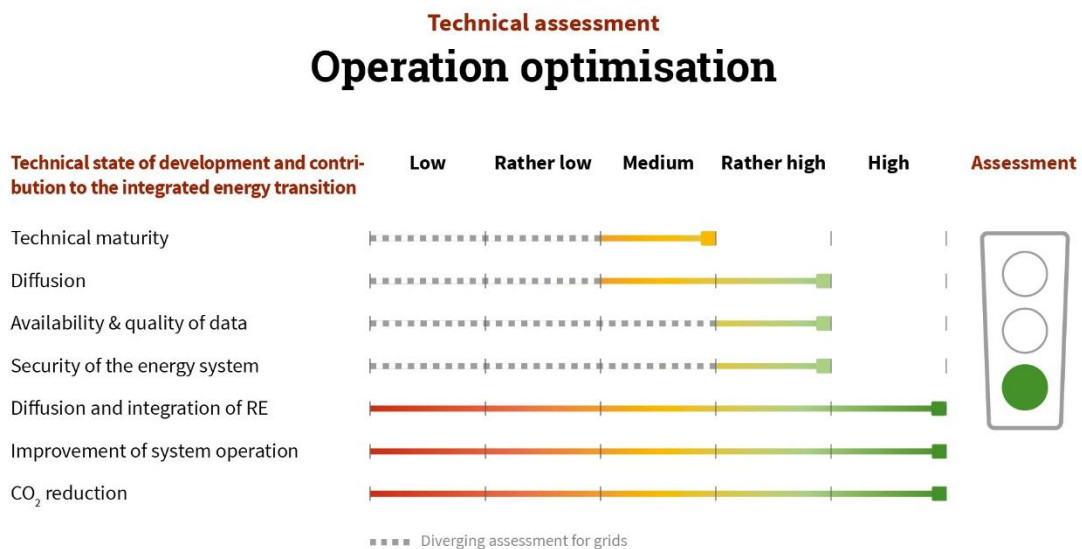 Technical assessment
Operation optimisation
Technical state of development and contri-
bution to the integrated energy transition
Low
Rather low
Medium
Rather high
High
Assessment
Technical maturity
Diffusion
Availability & quality of data
Security of the energy system
Diffusion and integration of RE
Improvement of system operation
CO₂ reduction
Diverging assessment for grids